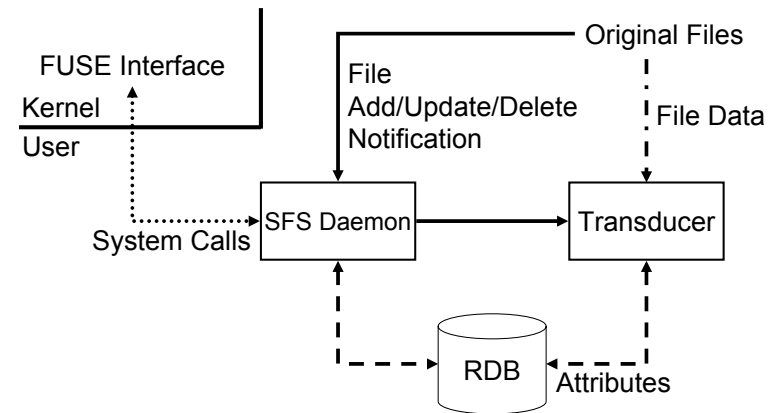 Original Files
FUSE Interface
File
Add/Update/Delete
Notification
Kernel
User
File Data
System Calls
SFS Daemon
Transducer
RDB
Attributes